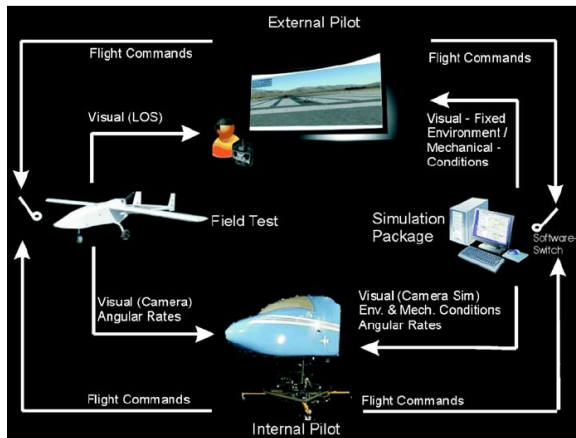 External Pilot
Flight Commands
Flight Commands
Visual (LOS)
Visual - Fixed
Environment /
Mechanical -
Conditions
Field Test
Simulation
Package
Software-
Switch
Visual (Camera)
Angular Rates
Visual (Camera Sim)
Env. & Mech. Conditions
Angular Rates
Flight Commands
Flight Commands
Internal Pilot